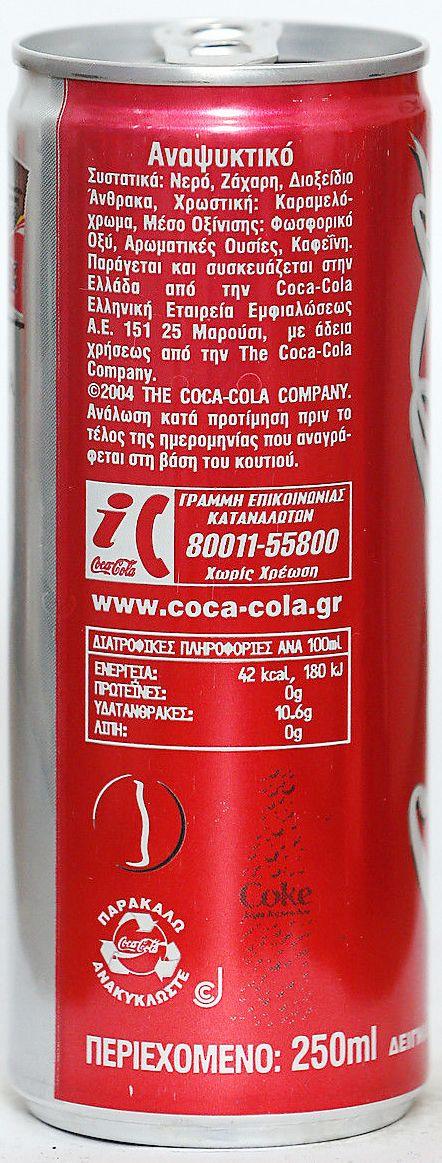 Αναψυκτικό
Συστατικά: Νερό, Ζάχαρη, Διοξείδιο
Άνθρακα, Χρωστική: Καραμελό-
χρωμα, Μέσο Οξίνισης: Φωσφορικό
Οξύ, Αρωματικές Ουσίες, Καφεΐνη.
Παράγεται και συσκευάζεται στην
Ελλάδα από την Coca-Cola
Ελληνική Εταιρεία Εμφιαλώσεως
Α.Ε. 151 25 Μαρούσι, με άδεια
χρήσεως από την The Coca-Cola
Company.
©2004 THE COCA-COLA COMPANY.
Ανάλωση κατά προτίμηση πριν το
τέλος της ημερομηνίας που αναγρά-
φεται στη βάση του κουτιού.
ΓΡΑΜΜΗ ΕΠΙΚΟΙΝΩΝΙΑΣ
ΚΑΤΑΝΑΛΩΤΩΝ
80011-55800
Χωρίς Χρέωση
Coca-Cola
www.coca-cola.gr
ΔΙΑΤΡΟΦΙΚΕΣ ΠΛΗΡΟΦΟΡΙΕΣ ΑΝΑ 100ml
ΕΝΕΡΓΕΙΑ: 42 kcal, 180 kJ
ΠΡΩΤΕΪΝΕΣ: 0g
ΥΔΑΤΑΝΘΡΑΚΕΣ: 10.6g
ΛΙΠΗ: 0g
Coke
ΠΑΡΑΚΑΛΩ
Coca-Cola
ΑΝΑΚΥΚΛΩΣΤΕ
ΠΕΡΙΕΧΟΜΕΝΟ: 250ml